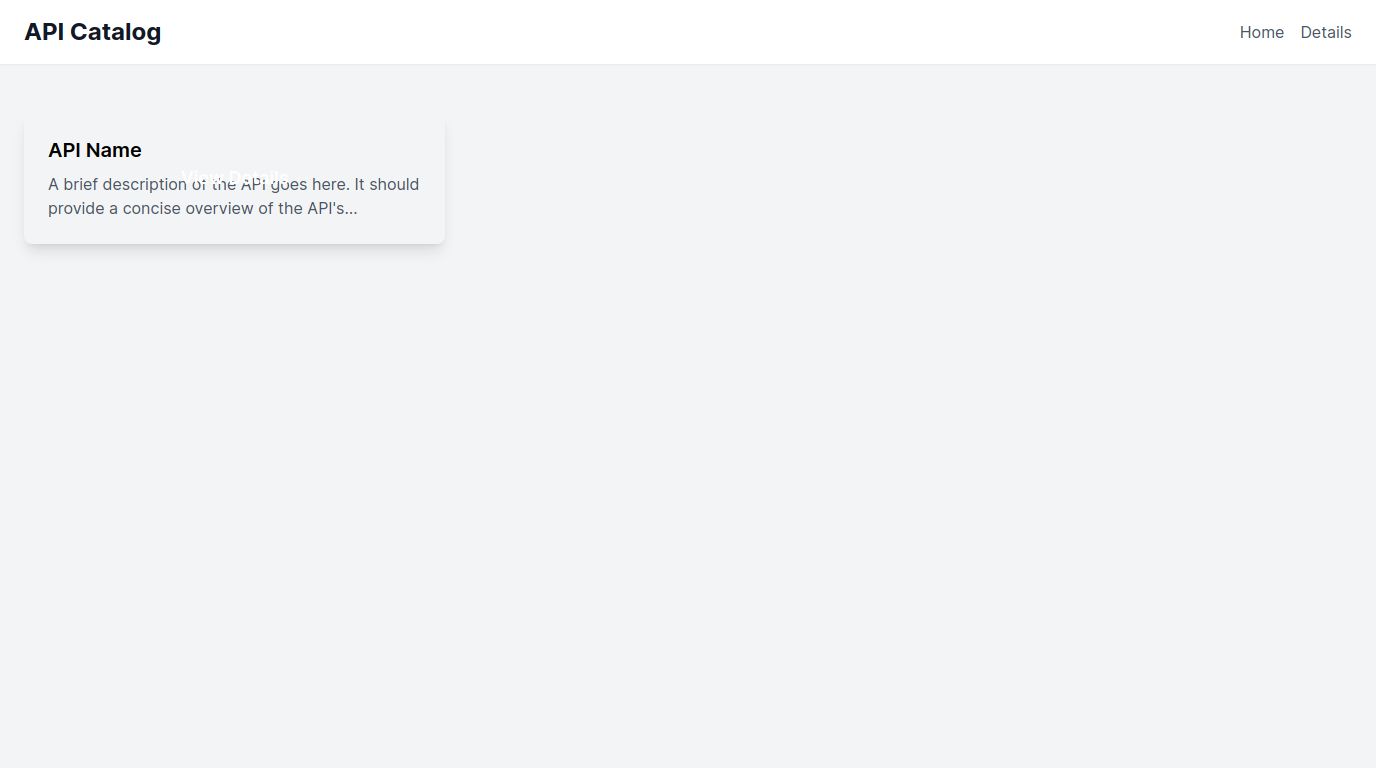 API Catalog
Home Details
API Name
View Details
A brief description of the API goes here. It should
provide a concise overview of the API's...